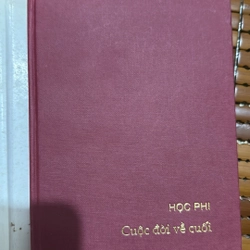 HỌC PHI
Cuộc đời về cuối